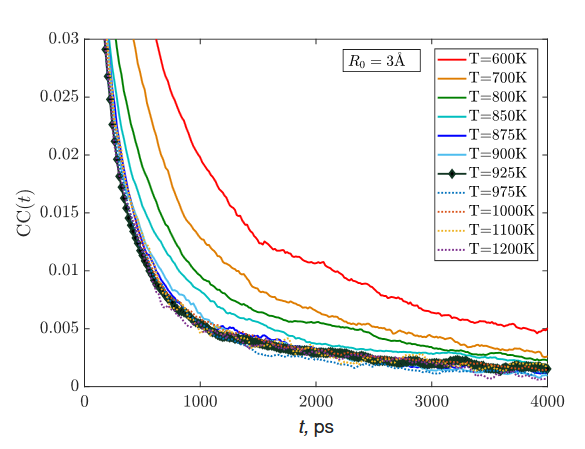 0.03
0.025
0.02
0.015
0.01
0.005
0
CC(t)
R₀ = 3Å
T=600K
T=700K
T=800K
T=850K
T=875K
T=900K
T=925K
T=975K
T=1000K
T=1100K
T=1200K
0 1000 2000 3000 4000
t, ps